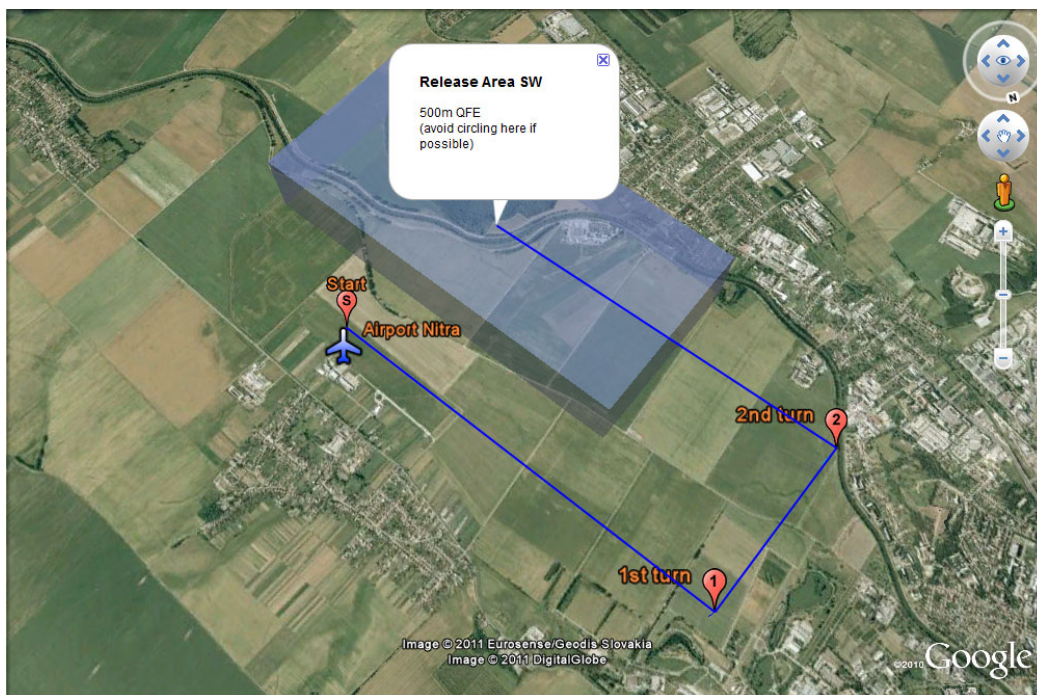 Release Area SW
500m QFE
(avoid circling here if
possible)
N
Start
S
Airport Nitra
2nd turn
2
1st turn
1
Image © 2011 Eurosense/Geodis Slovakia
Image © 2011 DigitalGlobe
©2010 Google